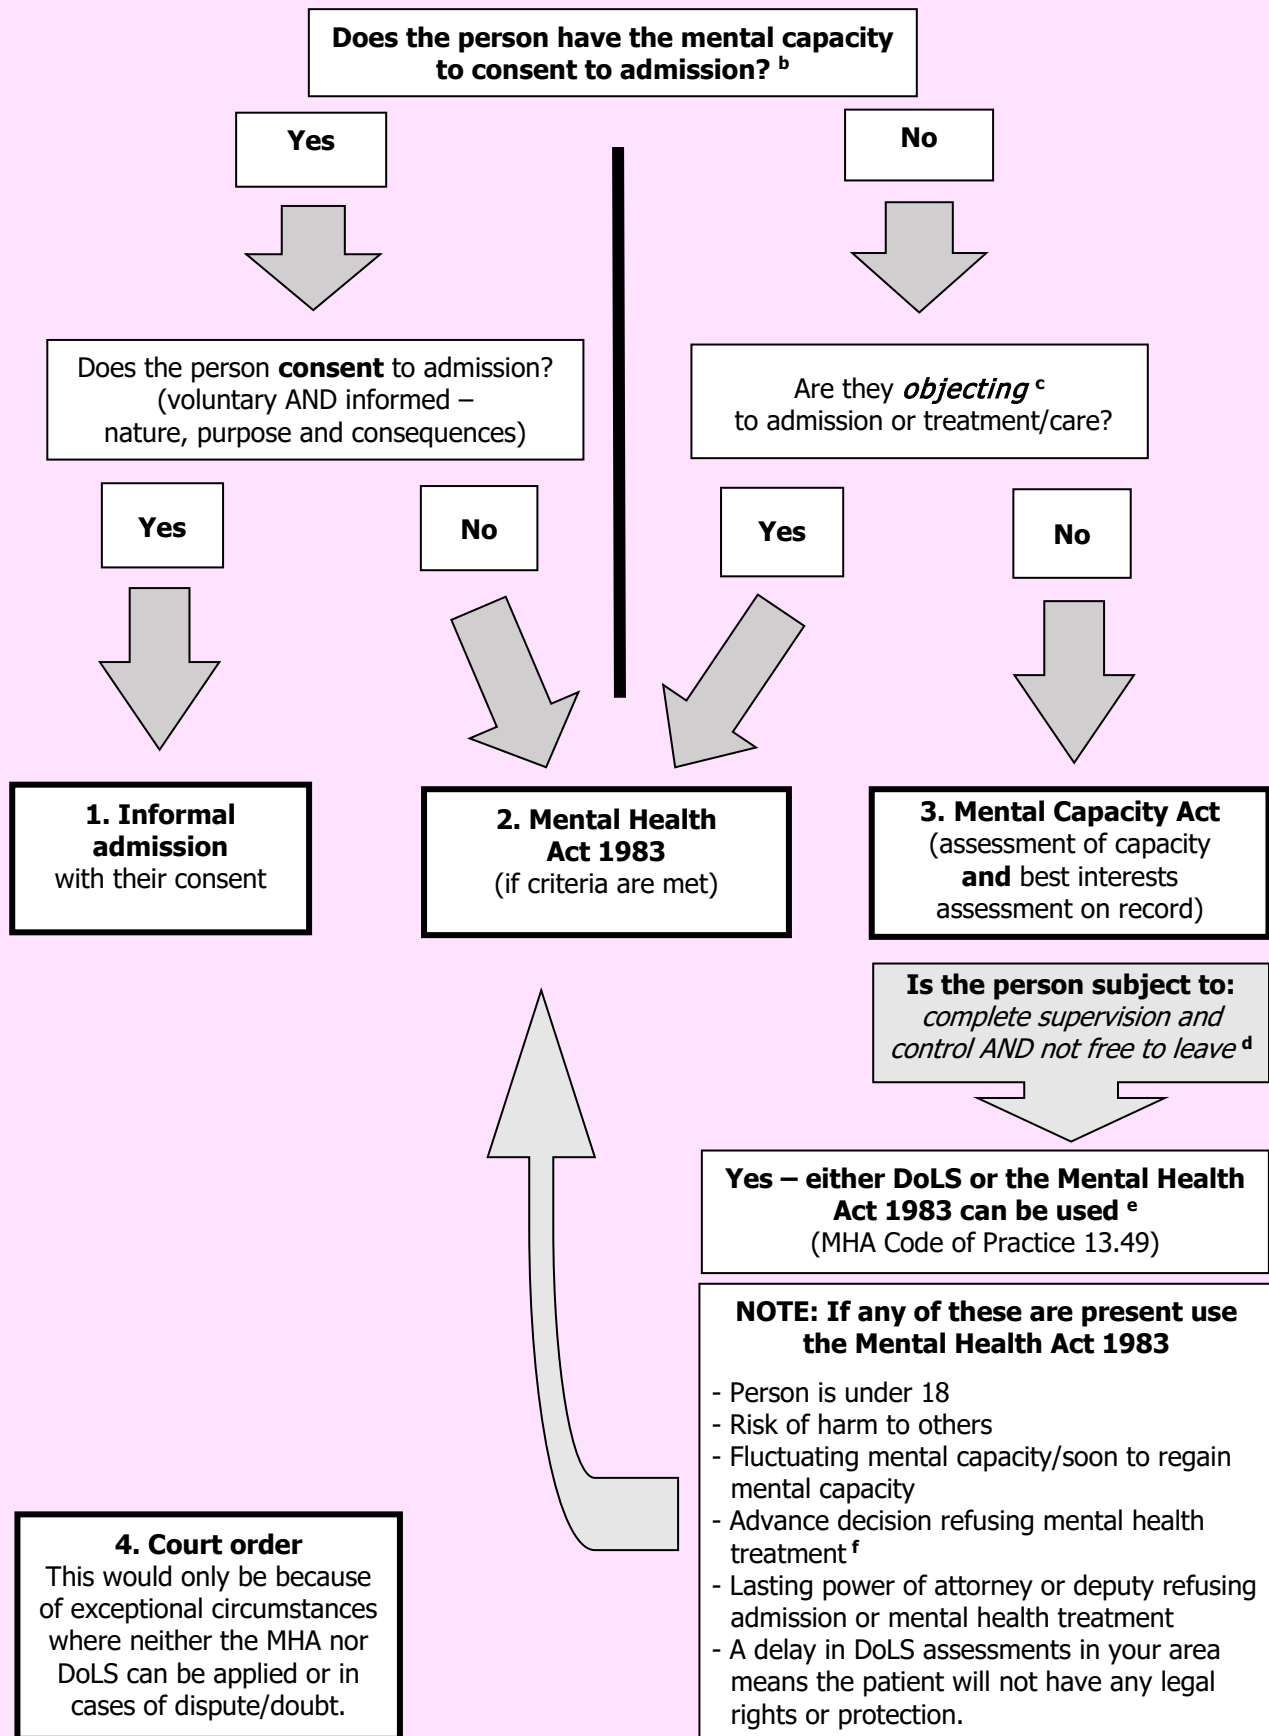 Does the person have the mental capacity
to consent to admission? b
Yes
No
Does the person consent to admission?
(voluntary AND informed –
nature, purpose and consequences)
Are they objecting c
to admission or treatment/care?
Yes
No
Yes
No
1. Informal
admission
with their consent
2. Mental Health
Act 1983
(if criteria are met)
3. Mental Capacity Act
(assessment of capacity
and best interests
assessment on record)
Is the person subject to:
complete supervision and
control AND not free to leave d
Yes – either DoLS or the Mental Health
Act 1983 can be used e
(MHA Code of Practice 13.49)
NOTE: If any of these are present use
the Mental Health Act 1983
- Person is under 18
- Risk of harm to others
- Fluctuating mental capacity/soon to regain
mental capacity
- Advance decision refusing mental health
treatment f
- Lasting power of attorney or deputy refusing
admission or mental health treatment
- A delay in DoLS assessments in your area
means the patient will not have any legal
rights or protection.
4. Court order
This would only be because
of exceptional circumstances
where neither the MHA nor
DoLS can be applied or in
cases of dispute/doubt.